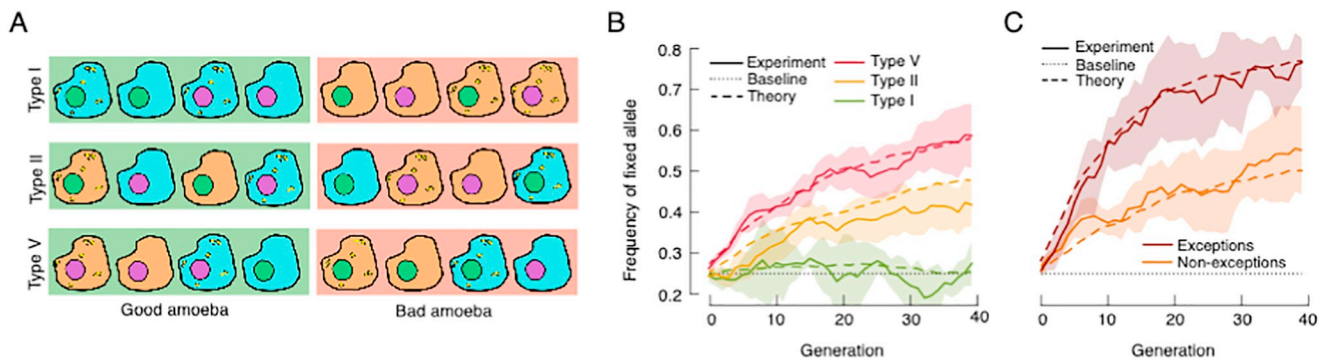 A
Type I
Type II
Type V
Good amoeba
Bad amoeba
B
Frequency of fixed allele
0.8
0.7
0.6
0.5
0.4
0.3
0.2
Experiment
Baseline
Theory
Type V
Type II
Type I
0 10 20 30 40
Generation
C
Experiment
Baseline
Theory
Exceptions
Non-exceptions
0 10 20 30 40
Generation